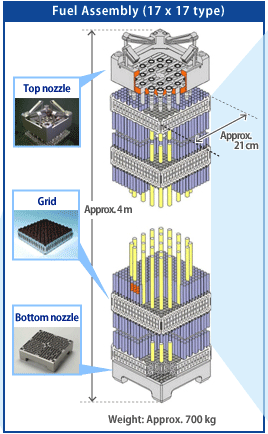 Fuel Assembly (17 x 17 type)
Top nozzle
Approx.
21 cm
Grid
Approx. 4 m
Bottom nozzle
Weight: Approx. 700 kg